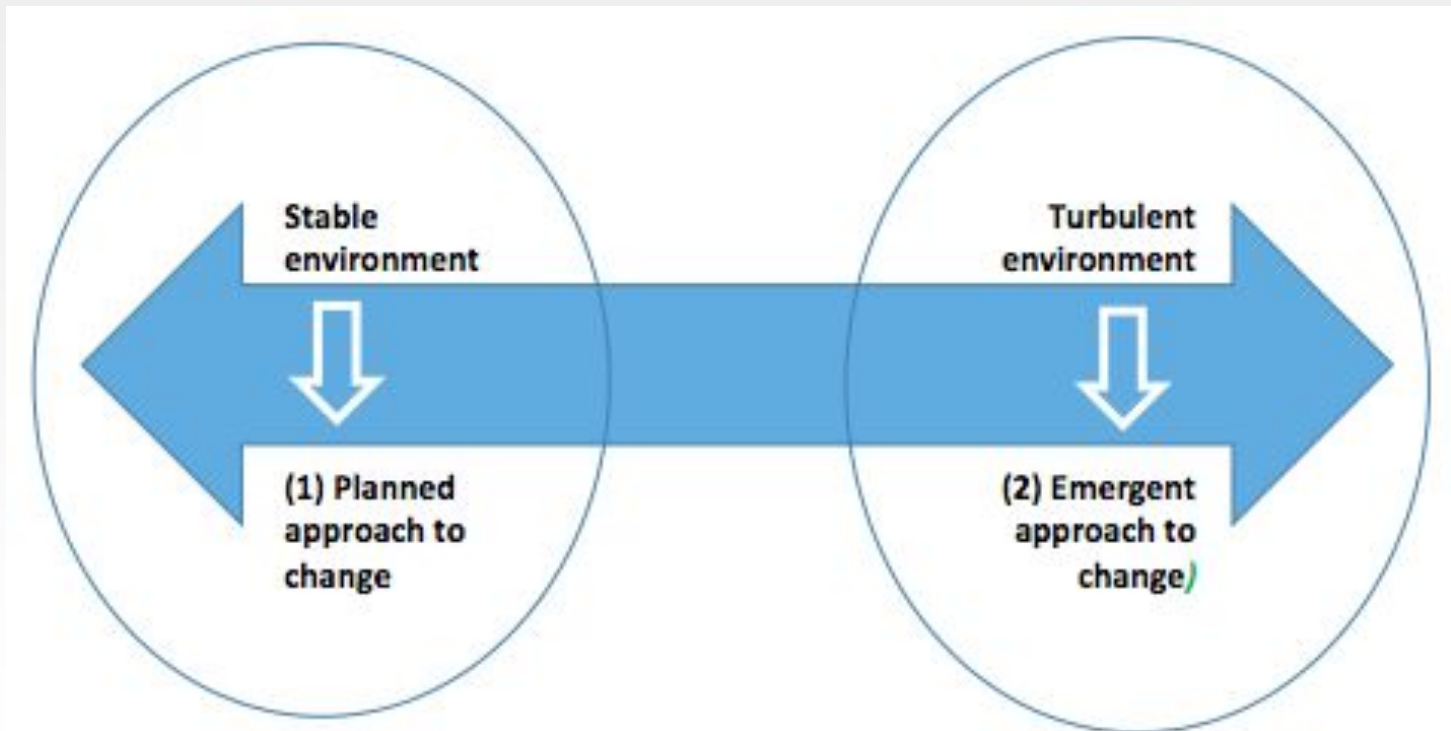 Stable
environment
(1) Planned
approach to
change
Turbulent
environment
(2) Emergent
approach to
change)